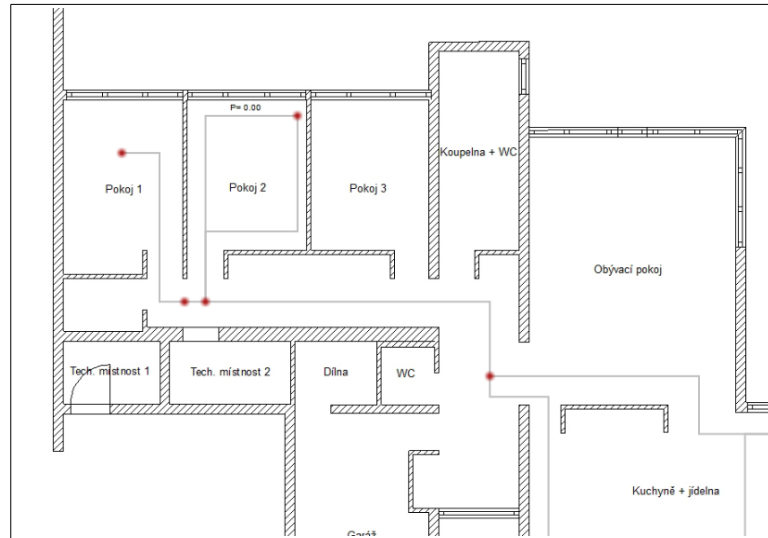 P= 0.00
Koupelna + WC
Pokoj 1
Pokoj 2
Pokoj 3
Obývací pokoj
Tech. místnost 1
Tech. místnost 2
Dílna
WC
Kuchyně + jídelna
Garáž